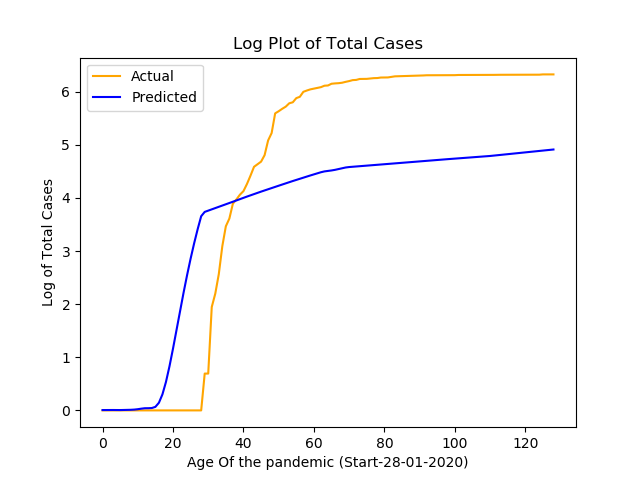 Log Plot of Total Cases
Actual
Predicted
Log of Total Cases
6
5
4
3
2
1
0
0 20 40 60 80 100 120
Age Of the pandemic (Start-28-01-2020)